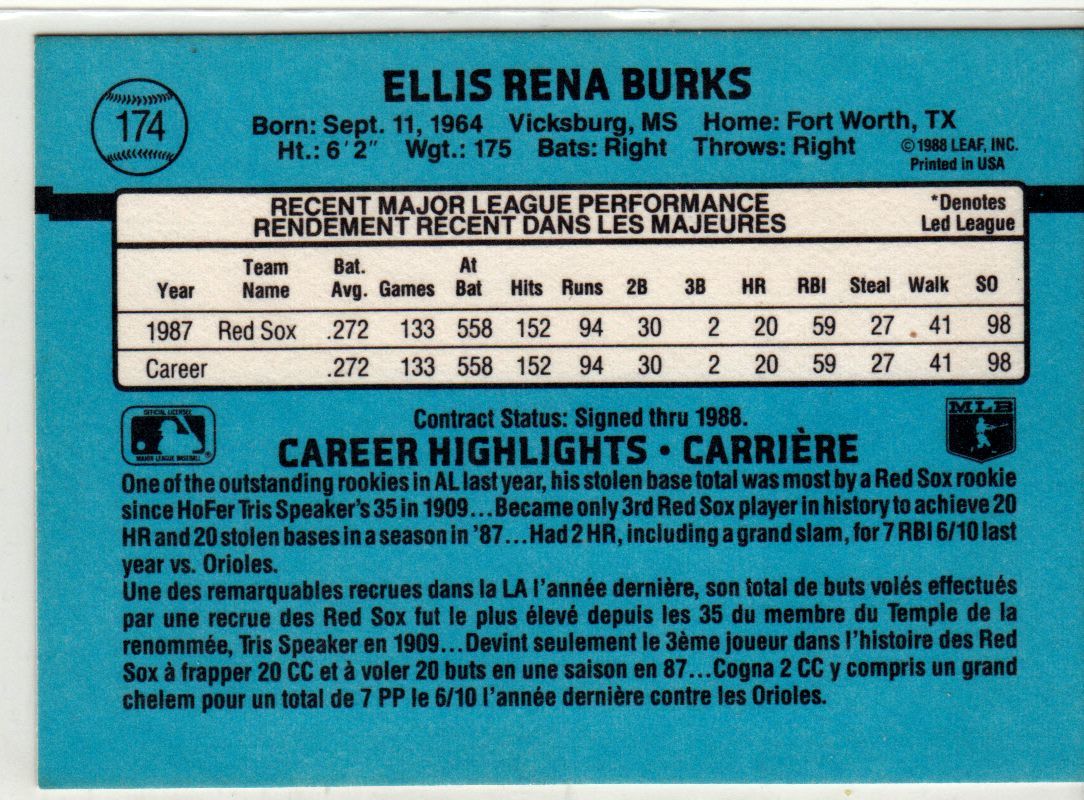 174
ELLIS RENA BURKS
Born: Sept. 11, 1964 Vicksburg, MS Home: Fort Worth, TX
Ht.: 6'2" Wgt.: 175 Bats: Right Throws: Right
©1988 LEAF, INC.
Printed in USA
RECENT MAJOR LEAGUE PERFORMANCE
RENDEMENT RECENT DANS LES MAJEURES
*Denotes
Led League
Year Team Name Bat. Avg. Games At Bat Hits Runs 2B 3B HR RBI Steal Walk SO
1987 Red Sox .272 133 558 152 94 30 2 20 59 27 41 98
Career .272 133 558 152 94 30 2 20 59 27 41 98
OFFICIAL LICENSEE
MAJOR LEAGUE BASEBALL
®
Contract Status: Signed thru 1988.
MLB
CAREER HIGHLIGHTS • CARRIÈRE
One of the outstanding rookies in AL last year, his stolen base total was most by a Red Sox rookie
since HoFer Tris Speaker's 35 in 1909...Became only 3rd Red Sox player in history to achieve 20
HR and 20 stolen bases in a season in '87...Had 2 HR, including a grand slam, for 7 RBI 6/10 last
year vs. Orioles.
Une des remarquables recrues dans la LA l'année dernière, son total de buts volés effectués
par une recrue des Red Sox fut le plus élevé depuis les 35 du membre du Temple de la
renommée, Tris Speaker en 1909...Devint seulement le 3ème joueur dans l'histoire des Red
Sox à frapper 20 CC et à voler 20 buts en une saison en 87...Cogna 2 CC y compris un grand
chelem pour un total de 7 PP le 6/10 l'année dernière contre les Orioles.